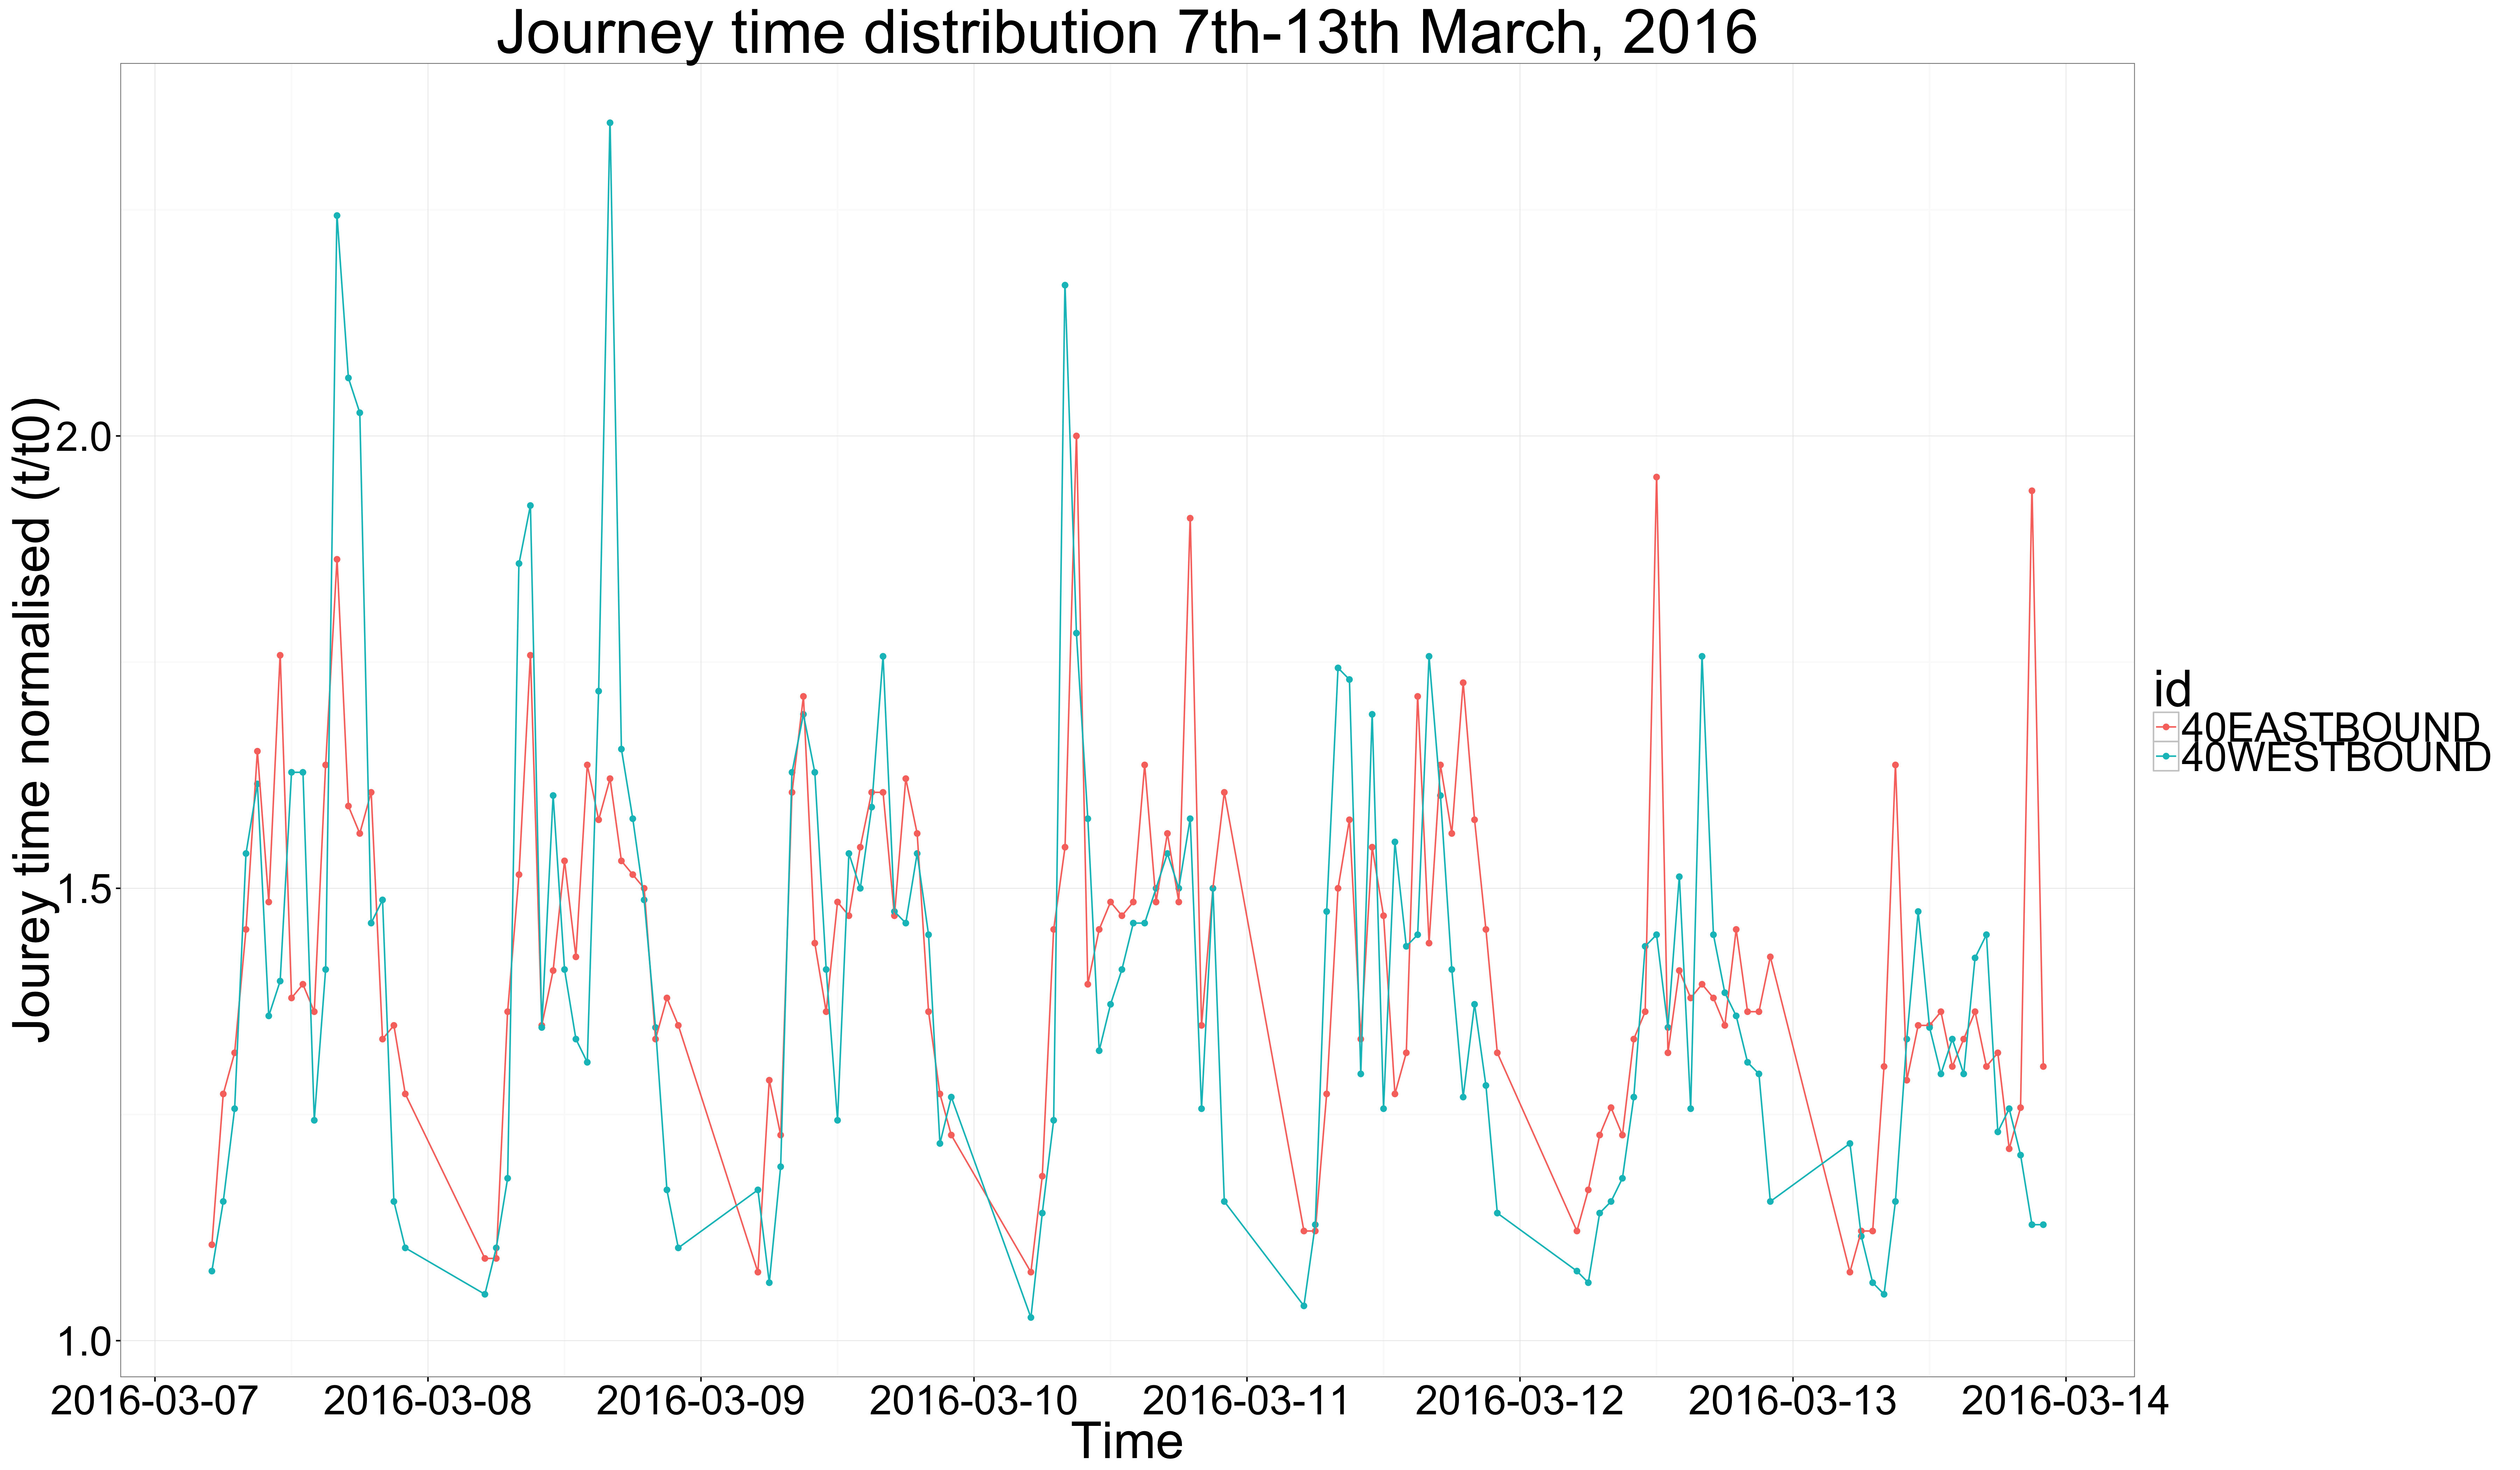 Journey time distribution 7th-13th March, 2016
Jourey time normalised (t/t0)
2.0
1.5
1.0
2016-03-07 2016-03-08 2016-03-09 2016-03-10 2016-03-11 2016-03-12 2016-03-13 2016-03-14
Time
id
40EASTBOUND
40WESTBOUND